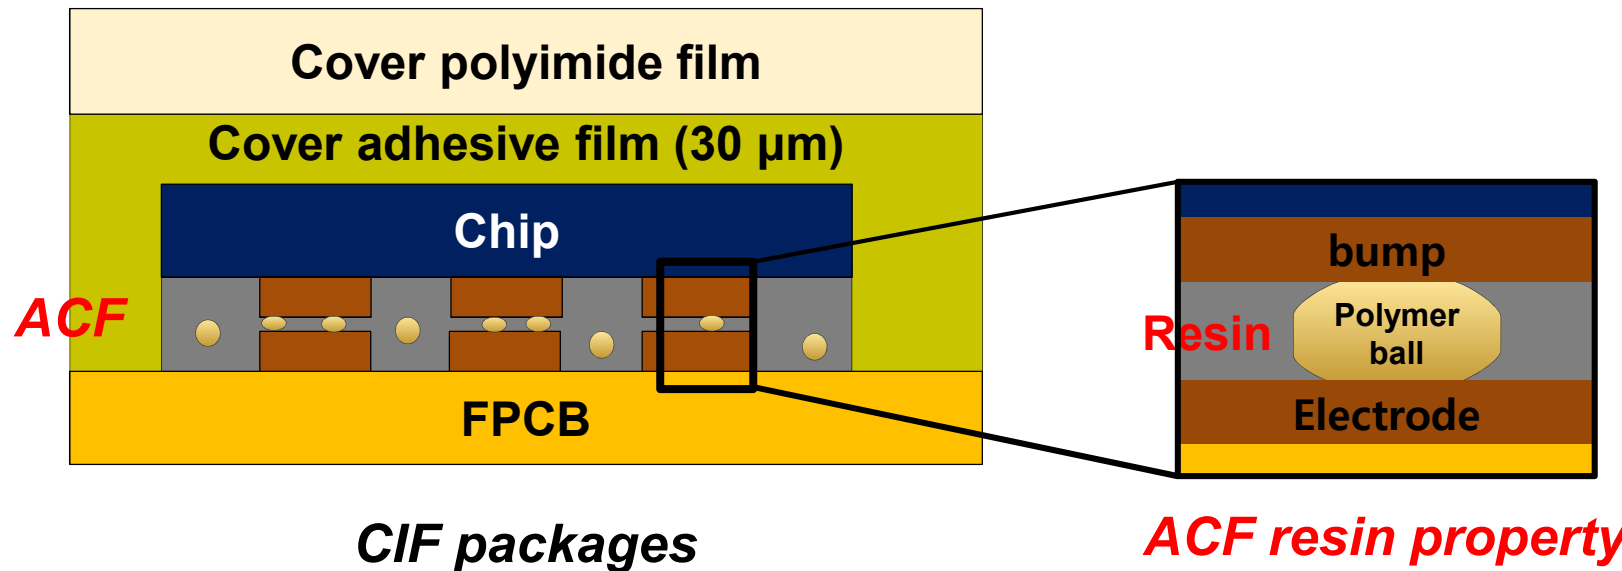 Cover polyimide film
Cover adhesive film (30 µm)
Chip
ACF
FPCB
CIF packages
bump
Resin
Polymer
ball
Electrode
ACF resin property